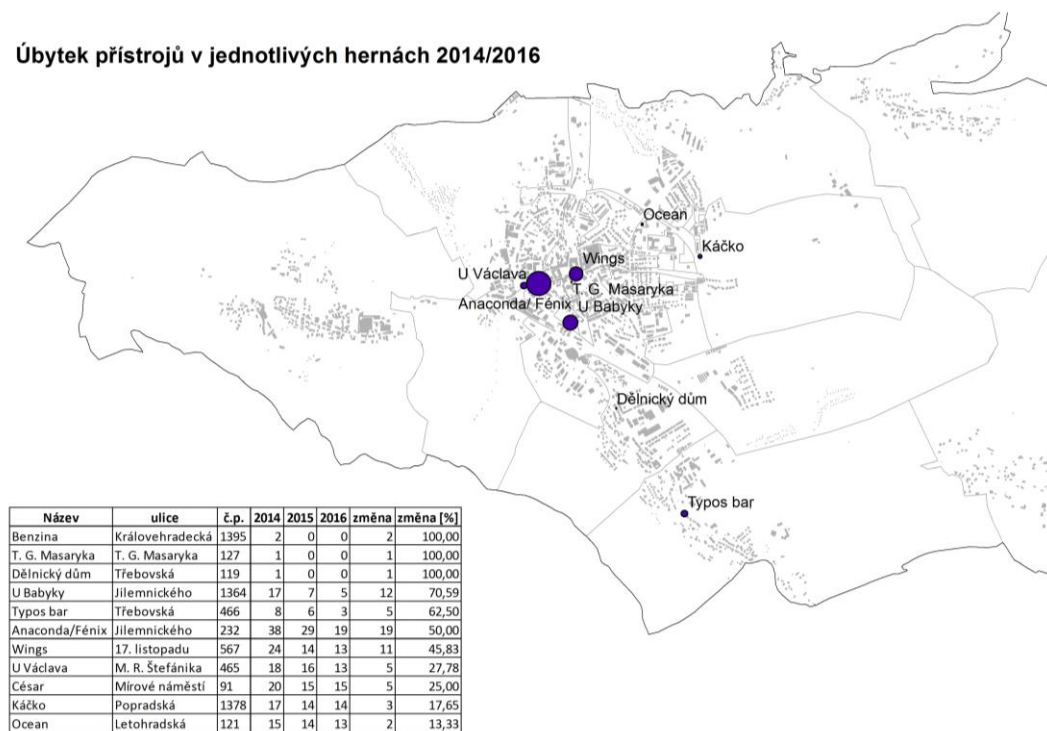 Úbytek přístrojů v jednotlivých hernách 2014/2016
Ocean
Káčko
Wings
U Václava
T. G. Masaryka
Anaconda/ Fénix
U Babyky
Dělnický dům
Typos bar
Název ulice č.p. 2014 2015 2016 změna změna [%]
Benzina Královehradecká 1395 2 0 0 2 100,00
T. G. Masaryka T. G. Masaryka 127 1 0 0 1 100,00
Dělnický dům Třebovská 119 1 0 0 1 100,00
U Babyky Jilemnického 1364 17 7 5 12 70,59
Typos bar Třebovská 466 8 6 3 5 62,50
Anaconda/Fénix Jilemnického 232 38 29 19 19 50,00
Wings 17. listopadu 567 24 14 13 11 45,83
U Václava M. R. Štefánika 465 18 16 13 5 27,78
César Mírové náměstí 91 20 15 15 5 25,00
Káčko Popradská 1378 17 14 14 3 17,65
Ocean Letohradská 121 15 14 13 2 13,33